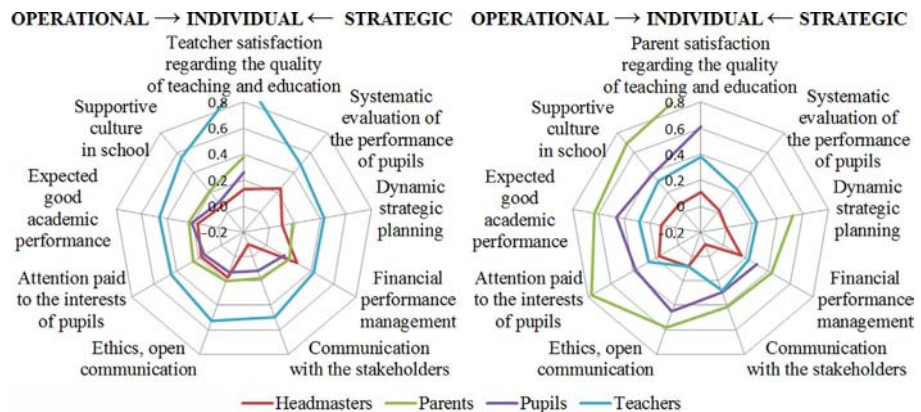 OPERATIONAL → INDIVIDUAL ← STRATEGIC
Teatcher satisfaction
regarding the quality
of teaching and education
Systematic
evaluation of
the performance
of pupils
Dynamic
strategic
planning
Financial
performance
management
Communication
with the stakeholders
Ethics, open
communication
Attention paid
to the interests
of pupils
Expected
good
academic
performance
Supportive
culture
in school
0,8
0,6
0,4
0,2
0,0
-0,2
OPERATIONAL → INDIVIDUAL ← STRATEGIC
Parent satisfaction
regarding the quality
of teaching and education
Systematic
evaluation of
the performance
of pupils
Dynamic
strategic
planning
Financial
performance
management
Communication
with the stakeholders
Ethics, open
communication
Attention paid
to the interests
of pupils
Expected
good
academic
performance
Supportive
culture
in school
0,8
0,6
0,4
0,2
0,0
-0,2
Headmasters Parents Pupils Teachers